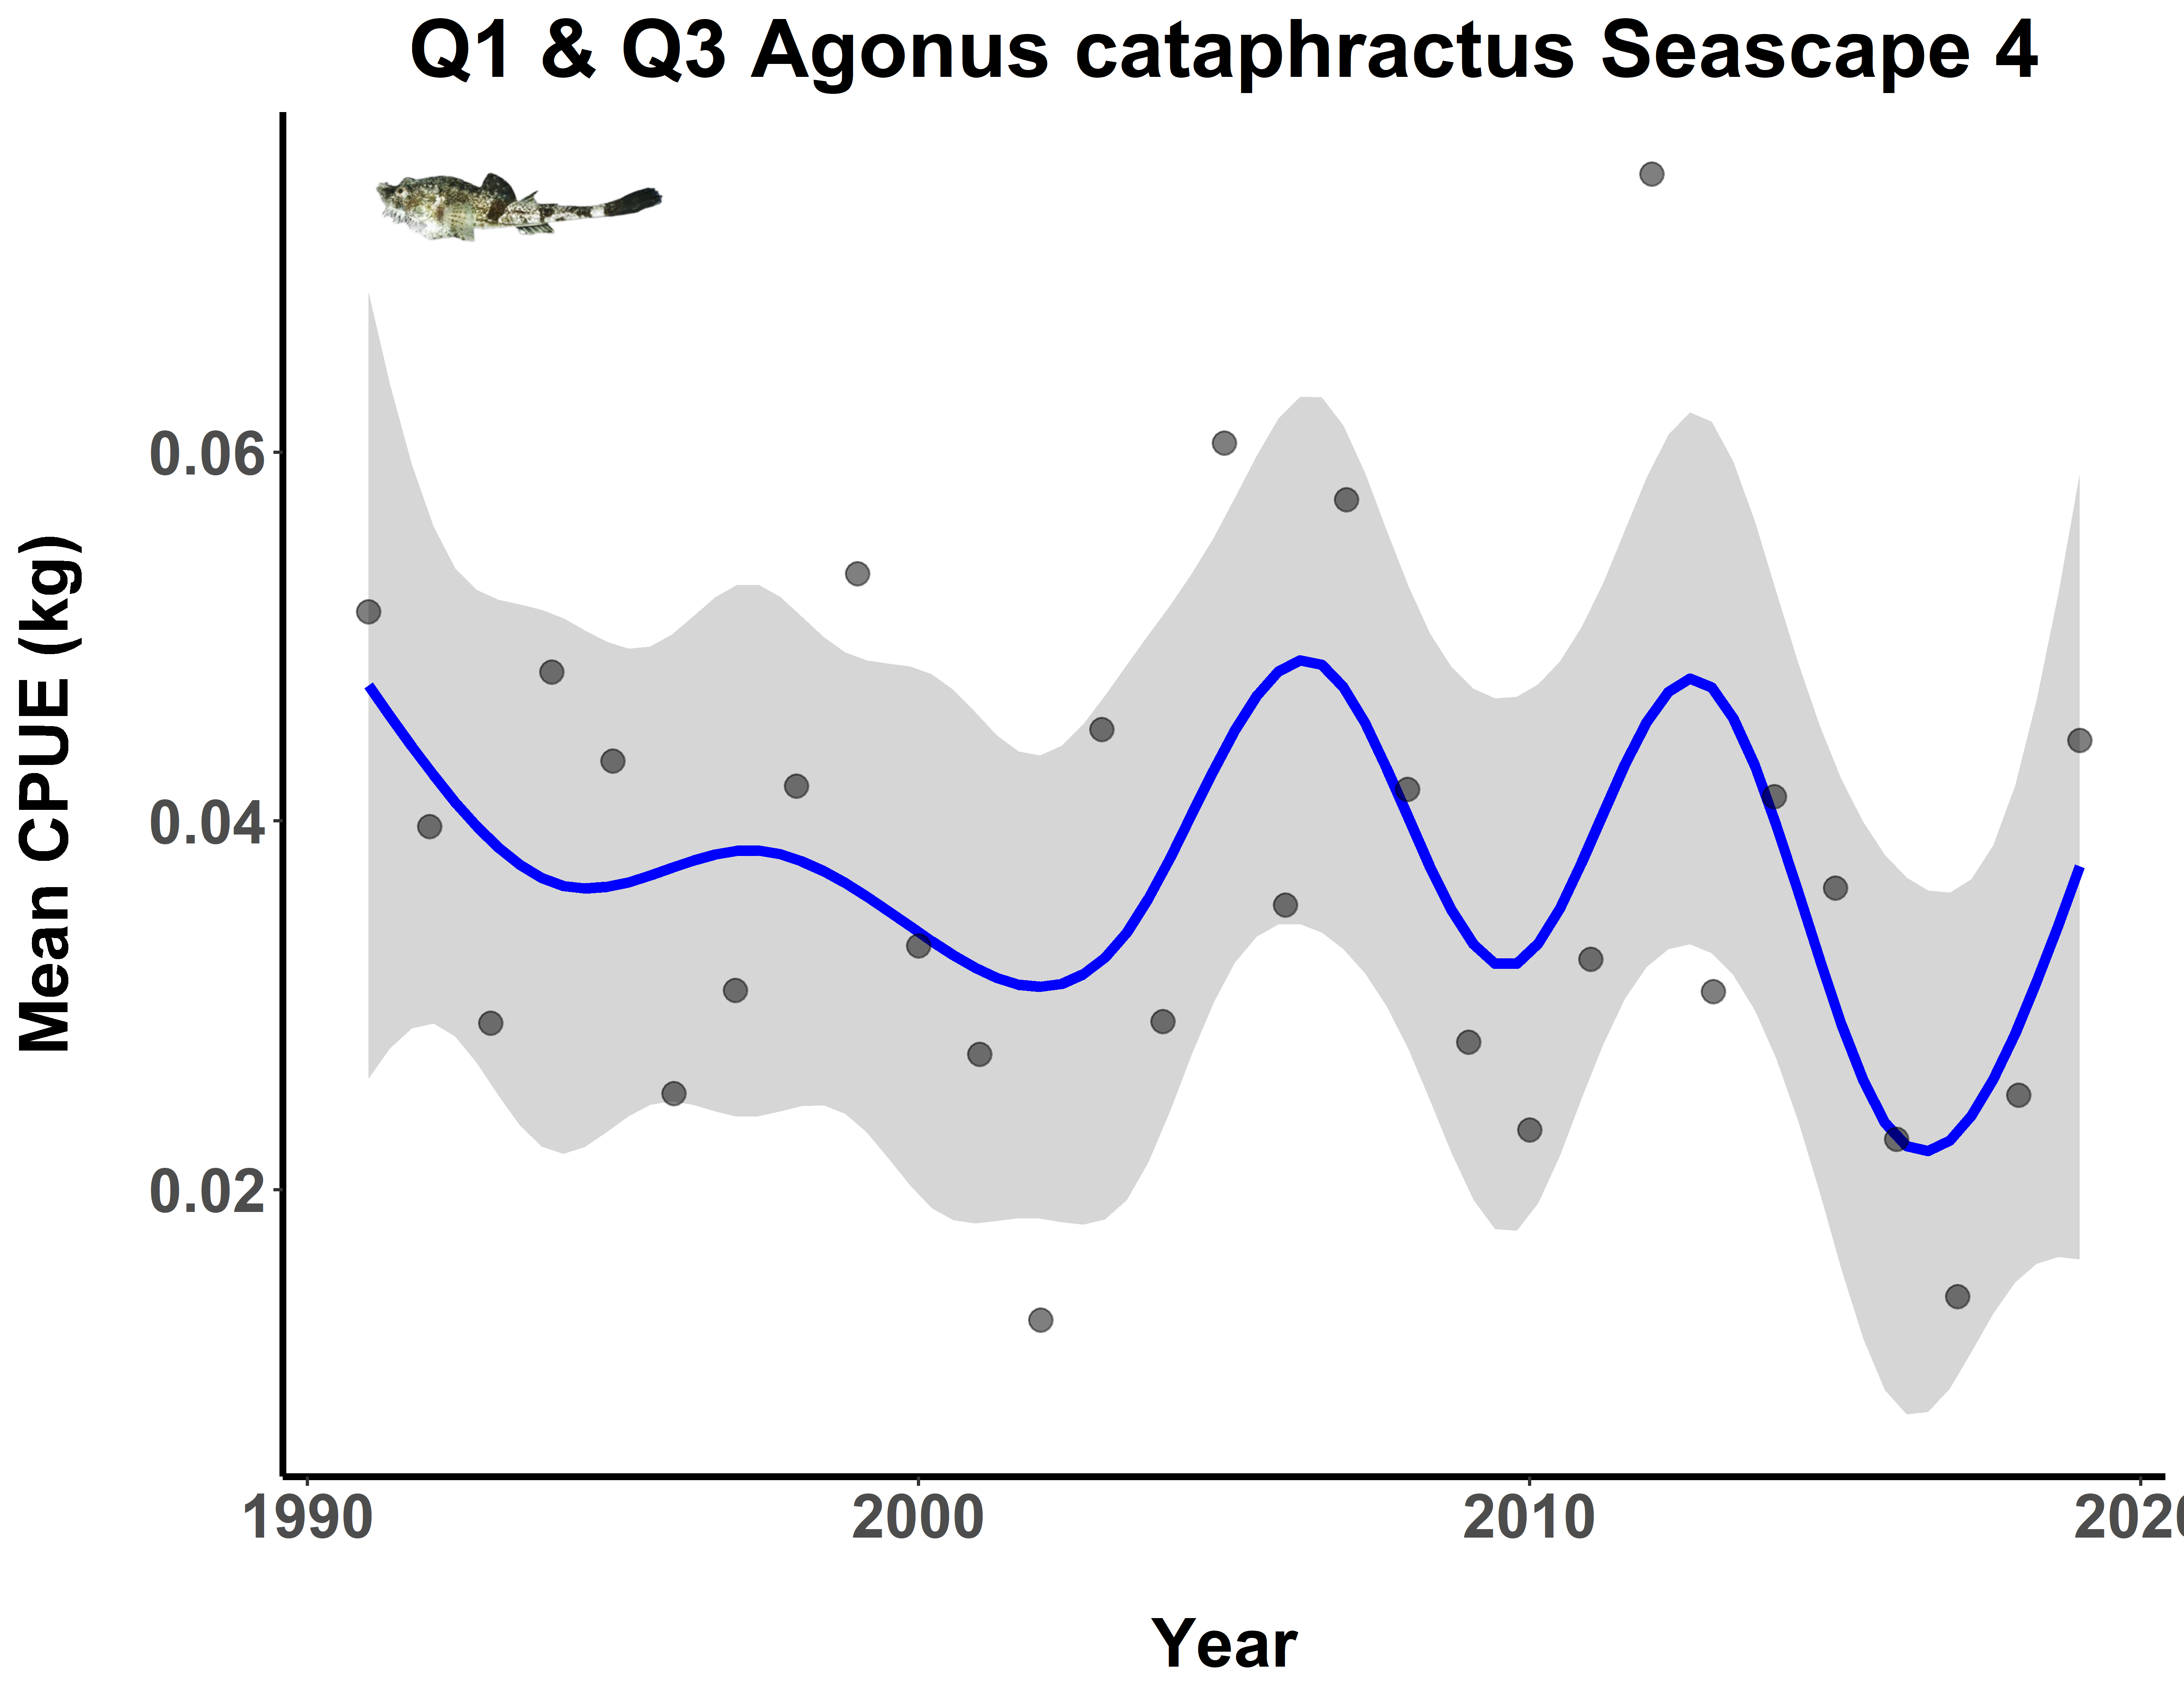 Q1 & Q3 Agonus cataphractus Seascape 4
Mean CPUE (kg)
0.06
0.04
0.02
1990 2000 2010 2020
Year